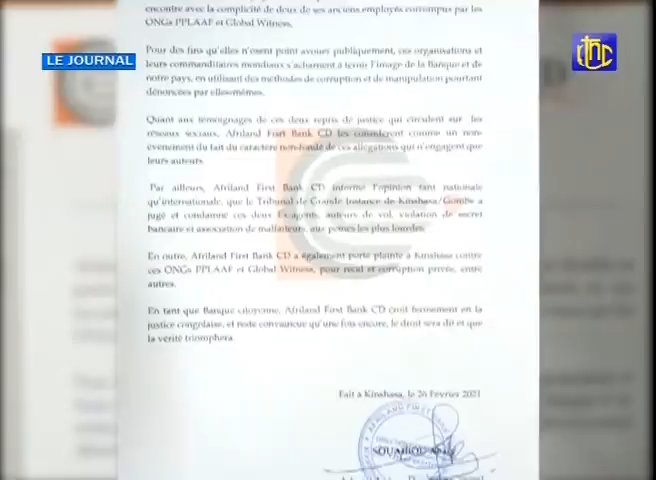 encontre avec la complicité de deux de ses anciens employés corrompus par les
ONGs PPLAAF et Global Witness.
Pour des fins qu'elles n'osent point avouer publiquement, ces organisations et
leurs commanditaires mondiaux s'acharnent à ternir l'image de la Banque et de
notre pays, en utilisant des méthodes de corruption et de manipulation pourtant
dénoncées par elles-mêmes.
Quant aux témoignages de ces deux repris de justice qui circulent sur les
réseaux sociaux, Afriland First Bank CD les considèrent comme un non-
évènement du fait du caractère non-fondé de ces allégations qui n'engagent que
leurs auteurs.
Par ailleurs, Afriland First Bank CD informe l'opinion tant nationale
qu'internationale, que le Tribunal de Grande Instance de Kinshasa/Gombe a
jugé et condamné ces deux Ex-agents, auteurs de vol, violation de secret
bancaire et association de malfaiteurs, aux peines les plus lourdes.
En outre, Afriland First Bank CD a également porté plainte à Kinshasa contre
ces ONGs PPLAAF et Global Witness, pour recel et corruption privée, entre
autres.
En tant que Banque citoyenne, Afriland First Bank CD croit fermement en la
justice congolaise, et reste convaincue qu'une fois encore, le droit sera dit et que
la vérité triomphera.
Fait à Kinshasa, le 26 Février 2021
AFRILAND FIRST
SOUAIBOU
LE JOURNAL
CD